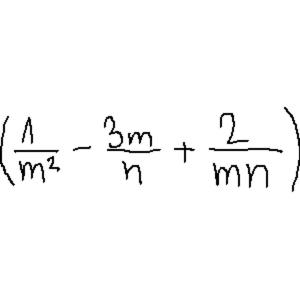 (1/m² - 3m/n + 2/mn)